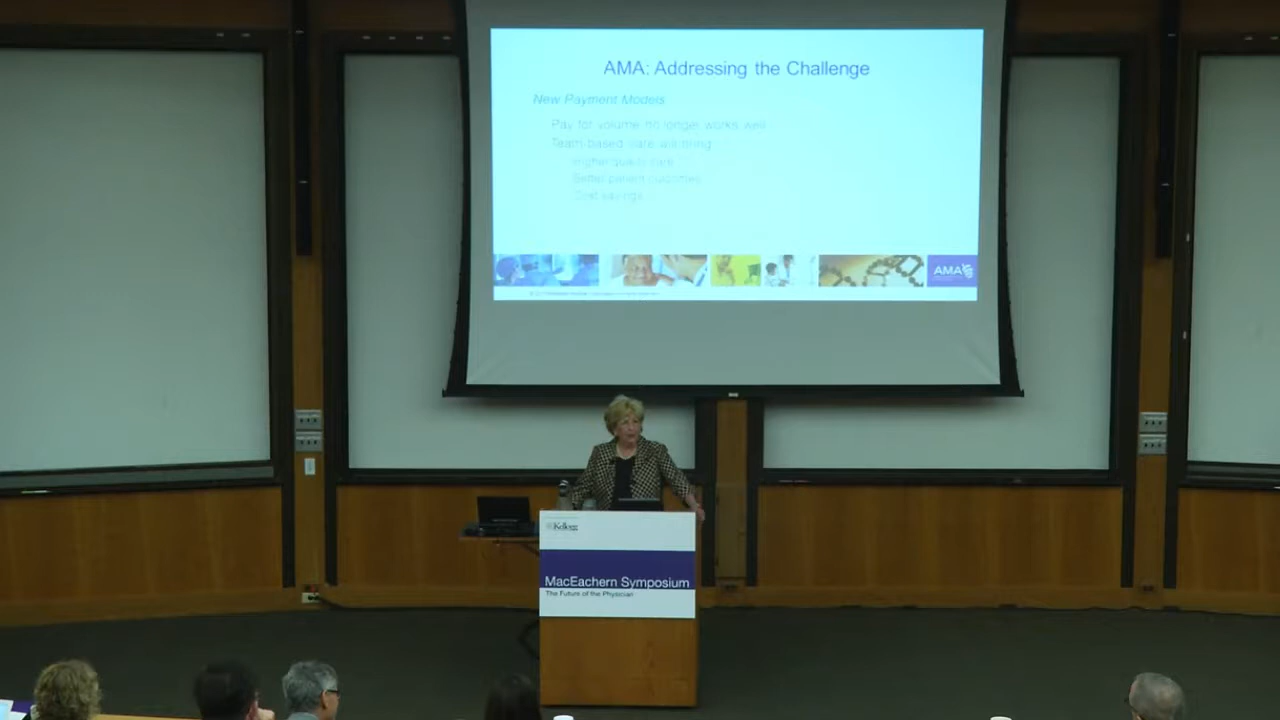 AMA: Addressing the Challenge
New Payment Models
Pay for volume no longer works well
Team-based care will bring
Higher quality care
Better patient outcomes
Cost savings
AMA
Kellogg
MacEachern Symposium
The Future of the Physician